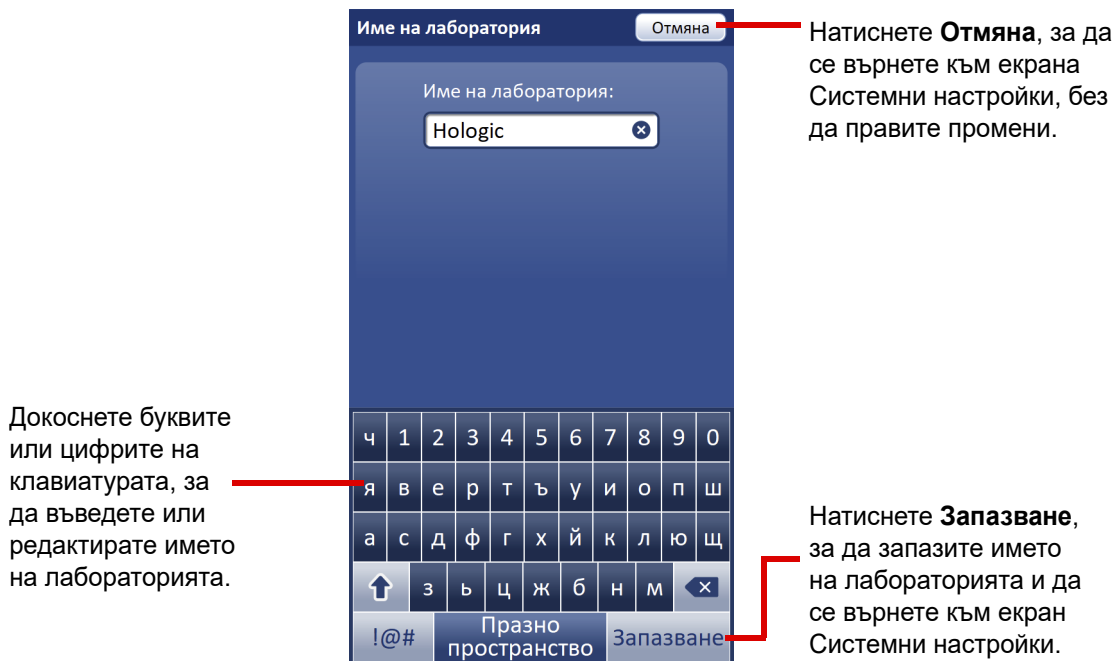 Име на лаборатория
Отмяна
Име на лаборатория:
Hologic
Натиснете Отмяна, за да
се върнете към екрана
Системни настройки, без
да правите промени.
Докоснете буквите
или цифрите на
клавиатурата, за
да въведете или
редактирате името
на лабораторията.
ч 1 2 3 4 5 6 7 8 9 0
я в е р т ъ у и о п ш
а с д ф г х й к л ю щ
з ь ц ж б н м
!@# Празно
пространство Запазване
Натиснете Запазване,
за да запазите името
на лабораторията и да
се върнете към екран
Системни настройки.